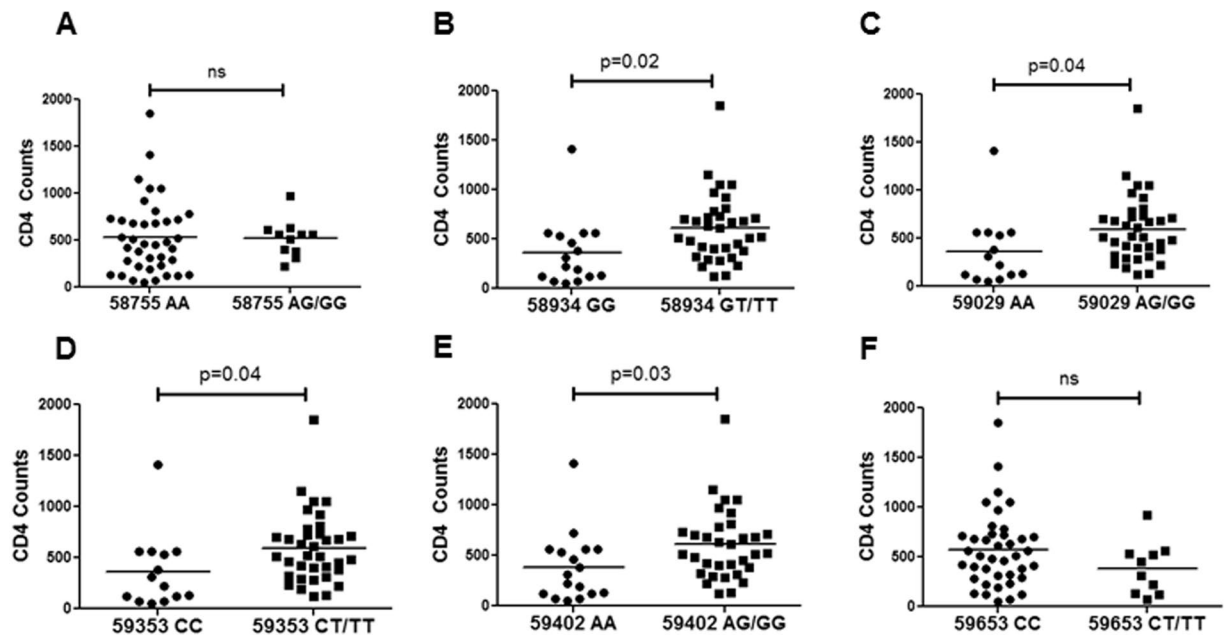 A
ns
CD4 Counts
2000
1500
1000
500
0
58755 AA 58755 AG/GG
B
p=0.02
CD4 Counts
2000
1500
1000
500
0
58934 GG 58934 GT/TT
C
p=0.04
CD4 Counts
2000
1500
1000
500
0
59029 AA 59029 AG/GG
D
p=0.04
CD4 Counts
2000
1500
1000
500
0
59353 CC 59353 CT/TT
E
p=0.03
CD4 Counts
2000
1500
1000
500
0
59402 AA 59402 AG/GG
F
ns
CD4 Counts
2000
1500
1000
500
0
59653 CC 59653 CT/TT